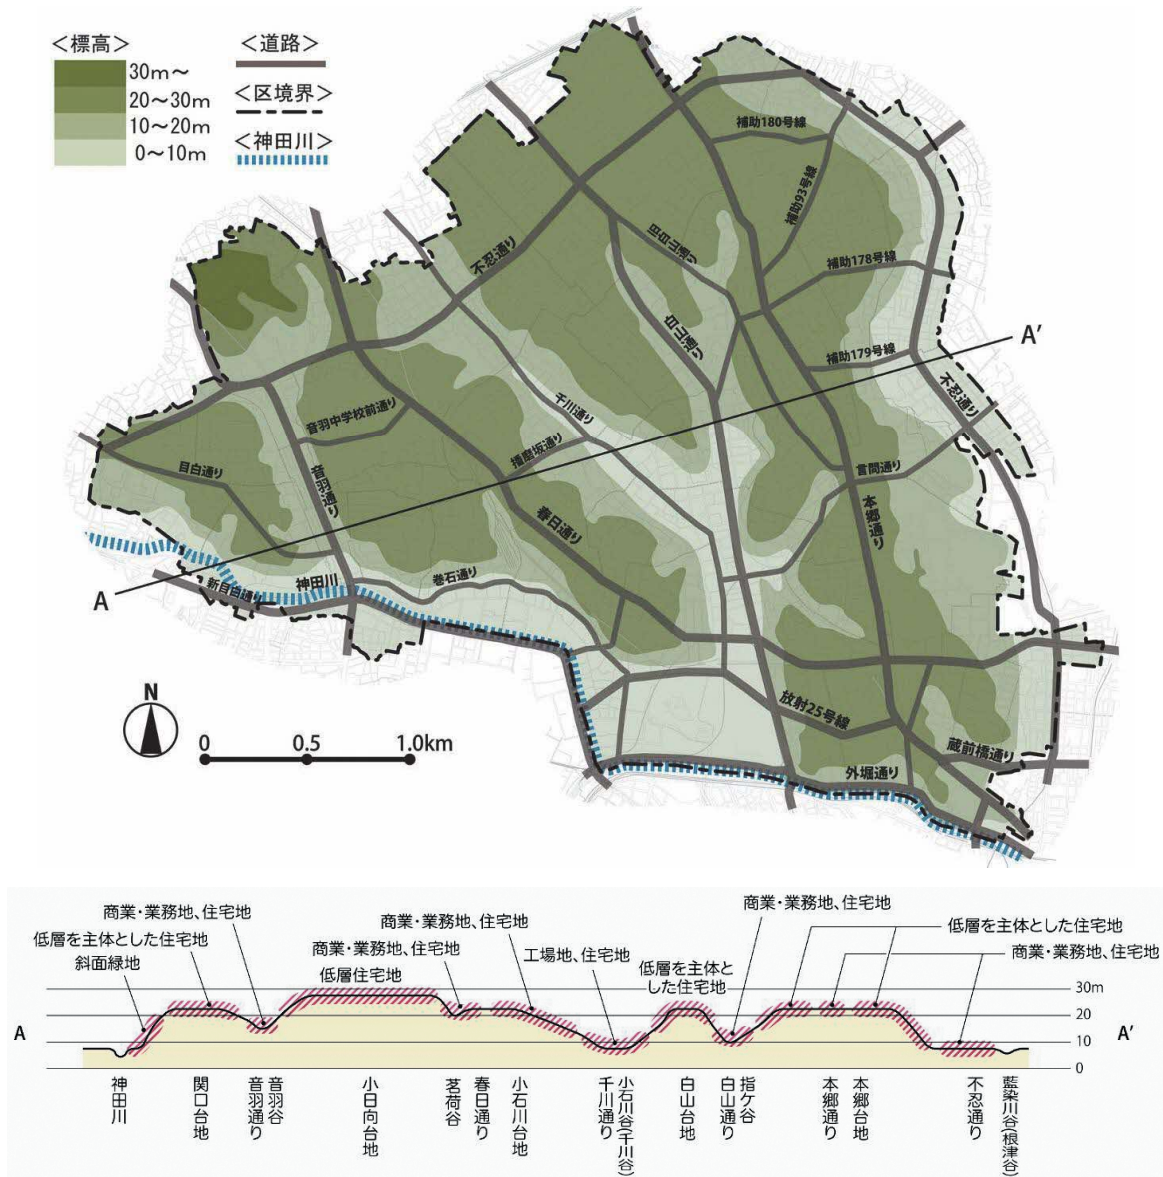 ＜標高＞
30m～
20～30m
10～20m
0～10m
＜道路＞
＜区境界＞
＜神田川＞
補助180号線
補助93号線
旧白山通り
不忍通り
補助178号線
白山通り
補助179号線
A'
不忍通り
千川通り
音羽中学校前通り
播磨坂通り
目白通り
音羽通り
言問通り
本郷通り
春日通り
巻石通り
神田川
新目白通り
A
放射25号線
蔵前橋通り
外堀通り
N
0 0.5 1.0km
商業・業務地、住宅地
低層を主体とした住宅地
斜面緑地
商業・業務地、住宅地
商業・業務地、住宅地
低層住宅地
工場地、住宅地
低層を主体と
した住宅地
商業・業務地、住宅地
低層を主体とした住宅地
商業・業務地、住宅地
30m
20
10
0
A
A'
神田川
関口台地
音羽通り
音羽谷
小日向台地
茗荷谷
春日通り
小石川台地
千川通り
小石川谷(千川谷)
白山台地
白山通り
指ケ谷
本郷通り
本郷台地
不忍通り
藍染川谷(根津谷)